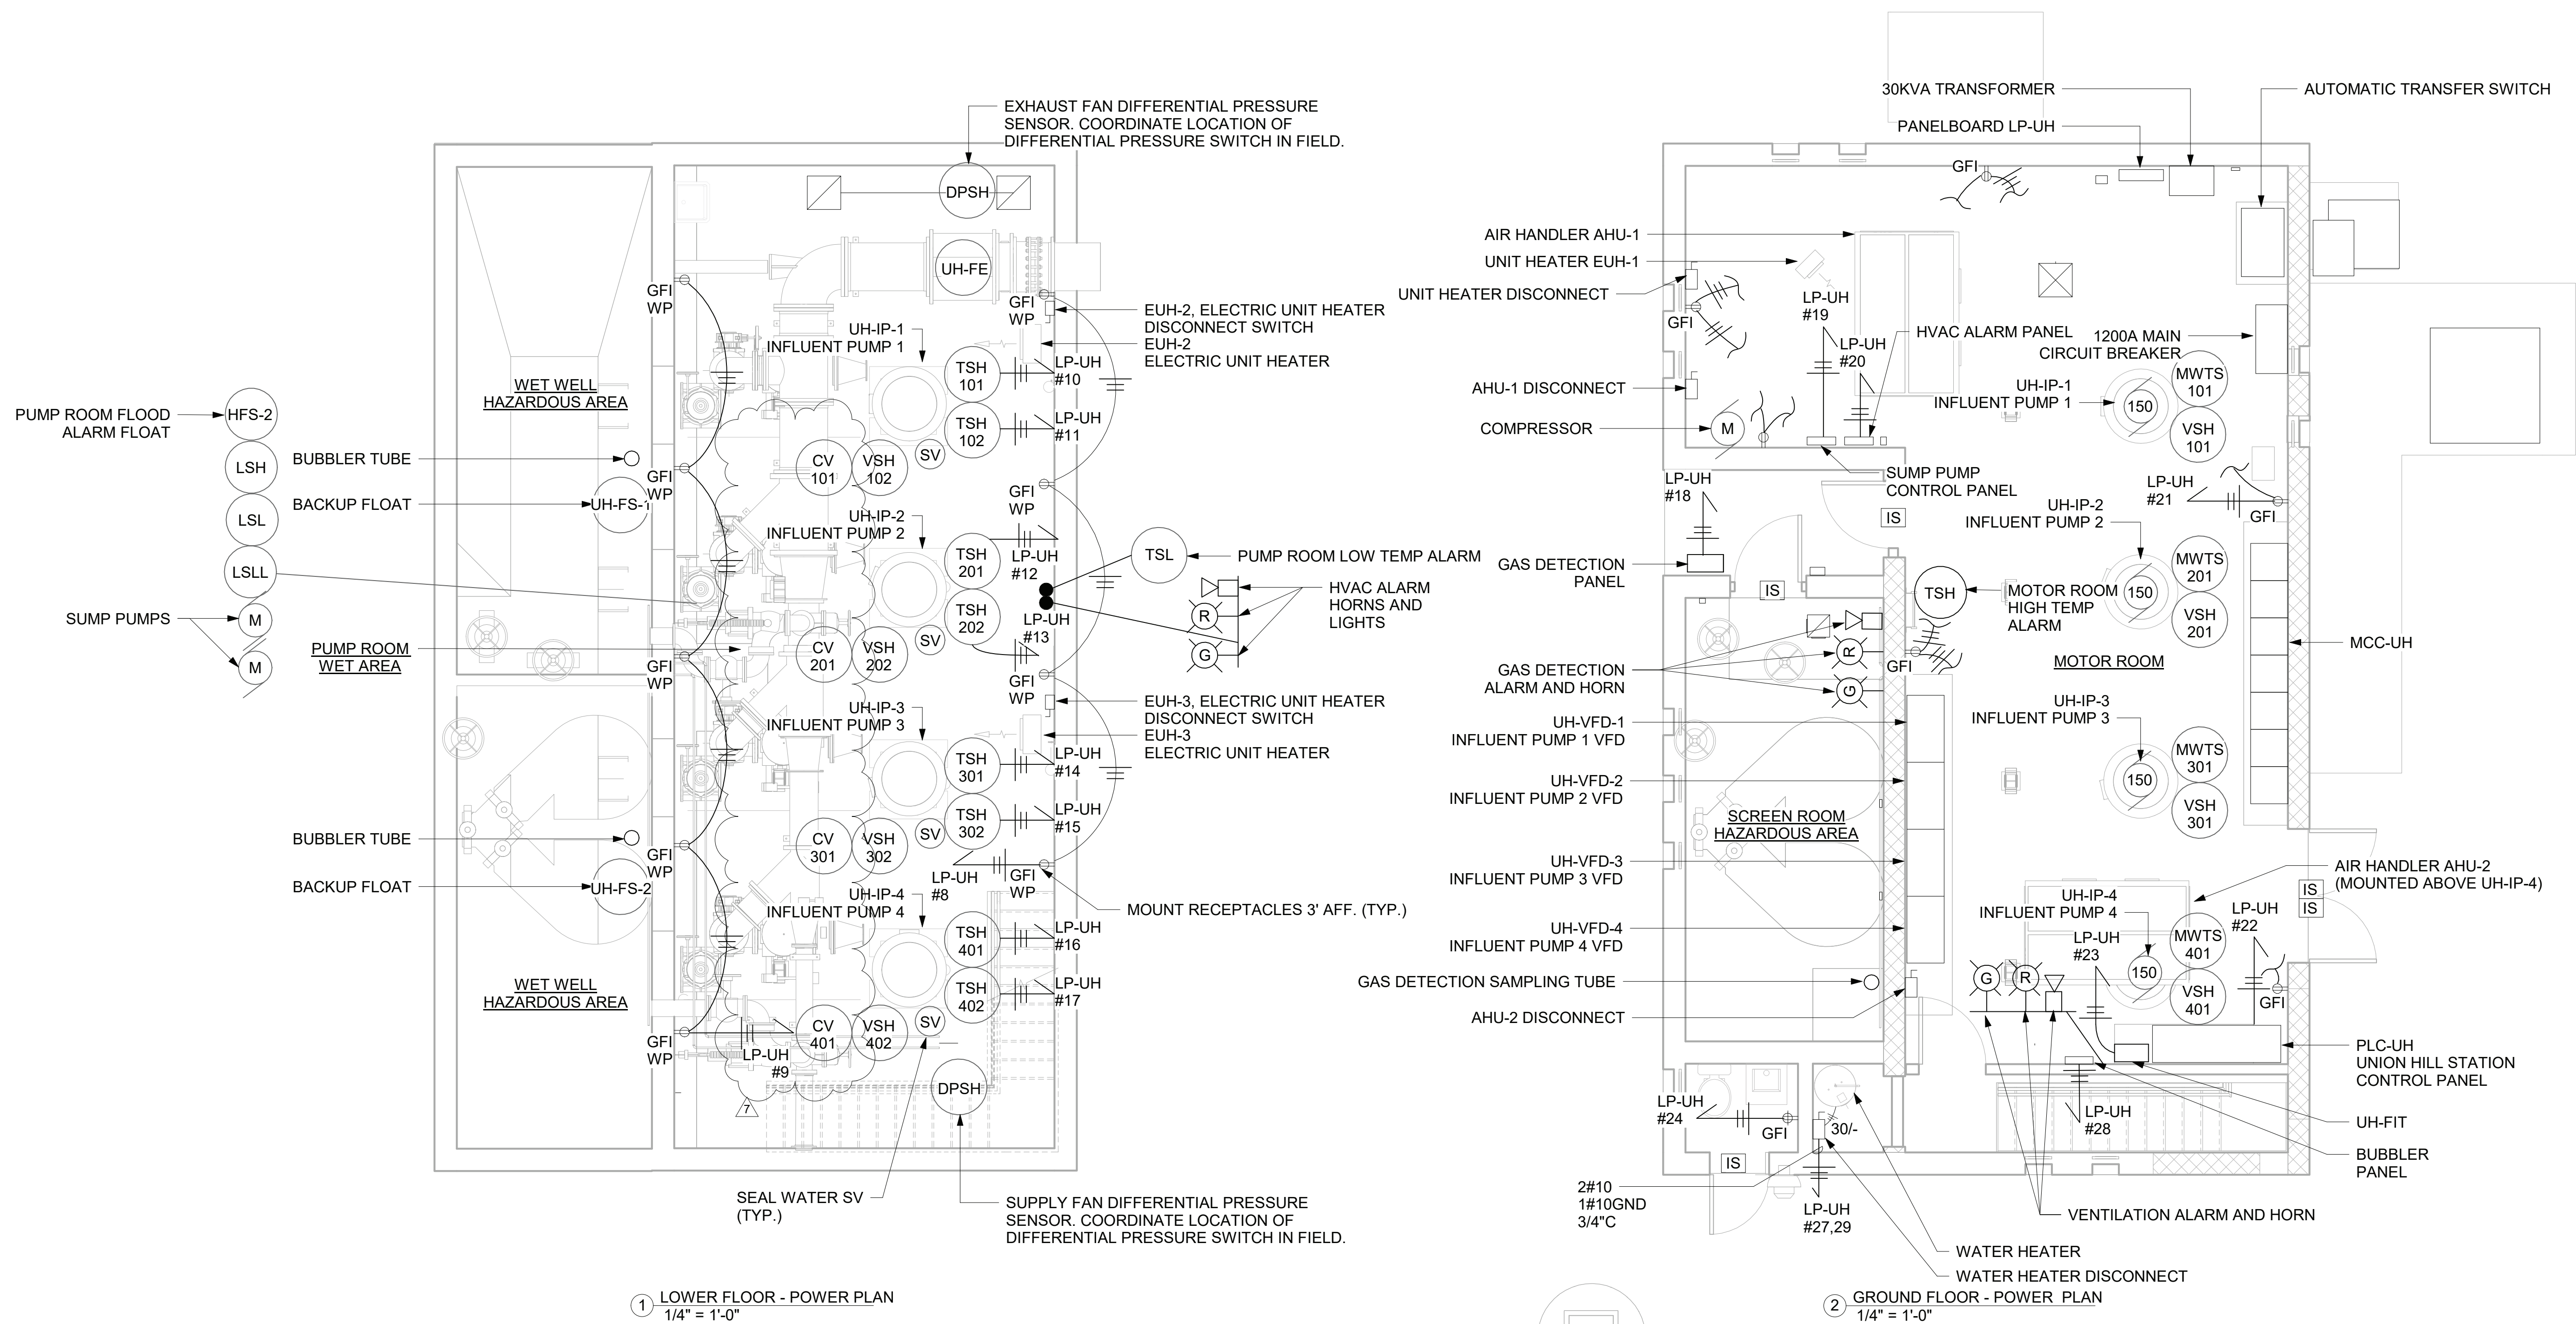 EXHAUST FAN DIFFERENTIAL PRESSURE
SENSOR. COORDINATE LOCATION OF
DIFFERENTIAL PRESSURE SWITCH IN FIELD.
DPSH
UH-FE
GFI
WP
GFI
WP
EUH-2, ELECTRIC UNIT HEATER
DISCONNECT SWITCH
EUH-2
ELECTRIC UNIT HEATER
UH-IP-1
INFLUENT PUMP 1
TSH
101
LP-UH
#10
TSH
102
LP-UH
#11
WET WELL
HAZARDOUS AREA
PUMP ROOM FLOOD
ALARM FLOAT
HFS-2
LSH
LSL
LSLL
SUMP PUMPS
M
M
BUBBLER TUBE
BACKUP FLOAT
UH-FS-1
GFI
WP
CV
101
VSH
102
SV
GFI
WP
UH-IP-2
INFLUENT PUMP 2
TSH
201
LP-UH
#12
TSH
202
LP-UH
#13
TSL
PUMP ROOM LOW TEMP ALARM
HVAC ALARM
HORNS AND
LIGHTS
R
G
PUMP ROOM
WET AREA
GFI
WP
CV
201
VSH
202
SV
GFI
WP
EUH-3, ELECTRIC UNIT HEATER
DISCONNECT SWITCH
EUH-3
ELECTRIC UNIT HEATER
UH-IP-3
INFLUENT PUMP 3
TSH
301
LP-UH
#14
TSH
302
LP-UH
#15
BUBBLER TUBE
BACKUP FLOAT
UH-FS-2
GFI
WP
CV
301
VSH
302
SV
LP-UH
#8
GFI
WP
MOUNT RECEPTACLES 3' AFF. (TYP.)
UH-IP-4
INFLUENT PUMP 4
TSH
401
LP-UH
#16
TSH
402
LP-UH
#17
WET WELL
HAZARDOUS AREA
GFI
WP
LP-UH
#9
CV
401
VSH
402
SV
7
DPSH
SEAL WATER SV
(TYP.)
SUPPLY FAN DIFFERENTIAL PRESSURE
SENSOR. COORDINATE LOCATION OF
DIFFERENTIAL PRESSURE SWITCH IN FIELD.
1
LOWER FLOOR - POWER PLAN
1/4" = 1'-0"
30KVA TRANSFORMER
PANELBOARD LP-UH
AUTOMATIC TRANSFER SWITCH
GFI
AIR HANDLER AHU-1
UNIT HEATER EUH-1
UNIT HEATER DISCONNECT
GFI
LP-UH
#19
LP-UH
#20
HVAC ALARM PANEL
1200A MAIN
CIRCUIT BREAKER
AHU-1 DISCONNECT
COMPRESSOR
M
UH-IP-1
INFLUENT PUMP 1
150
MWTS
101
VSH
101
SUMP PUMP
CONTROL PANEL
LP-UH
#18
IS
LP-UH
#21
GFI
UH-IP-2
INFLUENT PUMP 2
150
MWTS
201
VSH
201
GAS DETECTION
PANEL
IS
TSH
MOTOR ROOM
HIGH TEMP
ALARM
MCC-UH
MOTOR ROOM
GAS DETECTION
ALARM AND HORN
R
G
GFI
UH-IP-3
INFLUENT PUMP 3
150
MWTS
301
VSH
301
UH-VFD-1
INFLUENT PUMP 1 VFD
UH-VFD-2
INFLUENT PUMP 2 VFD
UH-VFD-3
INFLUENT PUMP 3 VFD
UH-VFD-4
INFLUENT PUMP 4 VFD
SCREEN ROOM
HAZARDOUS AREA
AIR HANDLER AHU-2
(MOUNTED ABOVE UH-IP-4)
IS
IS
UH-IP-4
INFLUENT PUMP 4
150
MWTS
401
VSH
401
LP-UH
#22
LP-UH
#23
GFI
G
R
GAS DETECTION SAMPLING TUBE
AHU-2 DISCONNECT
PLC-UH
UNION HILL STATION
CONTROL PANEL
UH-FIT
BUBBLER
PANEL
LP-UH
#28
LP-UH
#24
GFI
30/-
IS
2#10
1#10GND
3/4"C
LP-UH
#27,29
VENTILATION ALARM AND HORN
WATER HEATER
WATER HEATER DISCONNECT
2
GROUND FLOOR - POWER PLAN
1/4" = 1'-0"